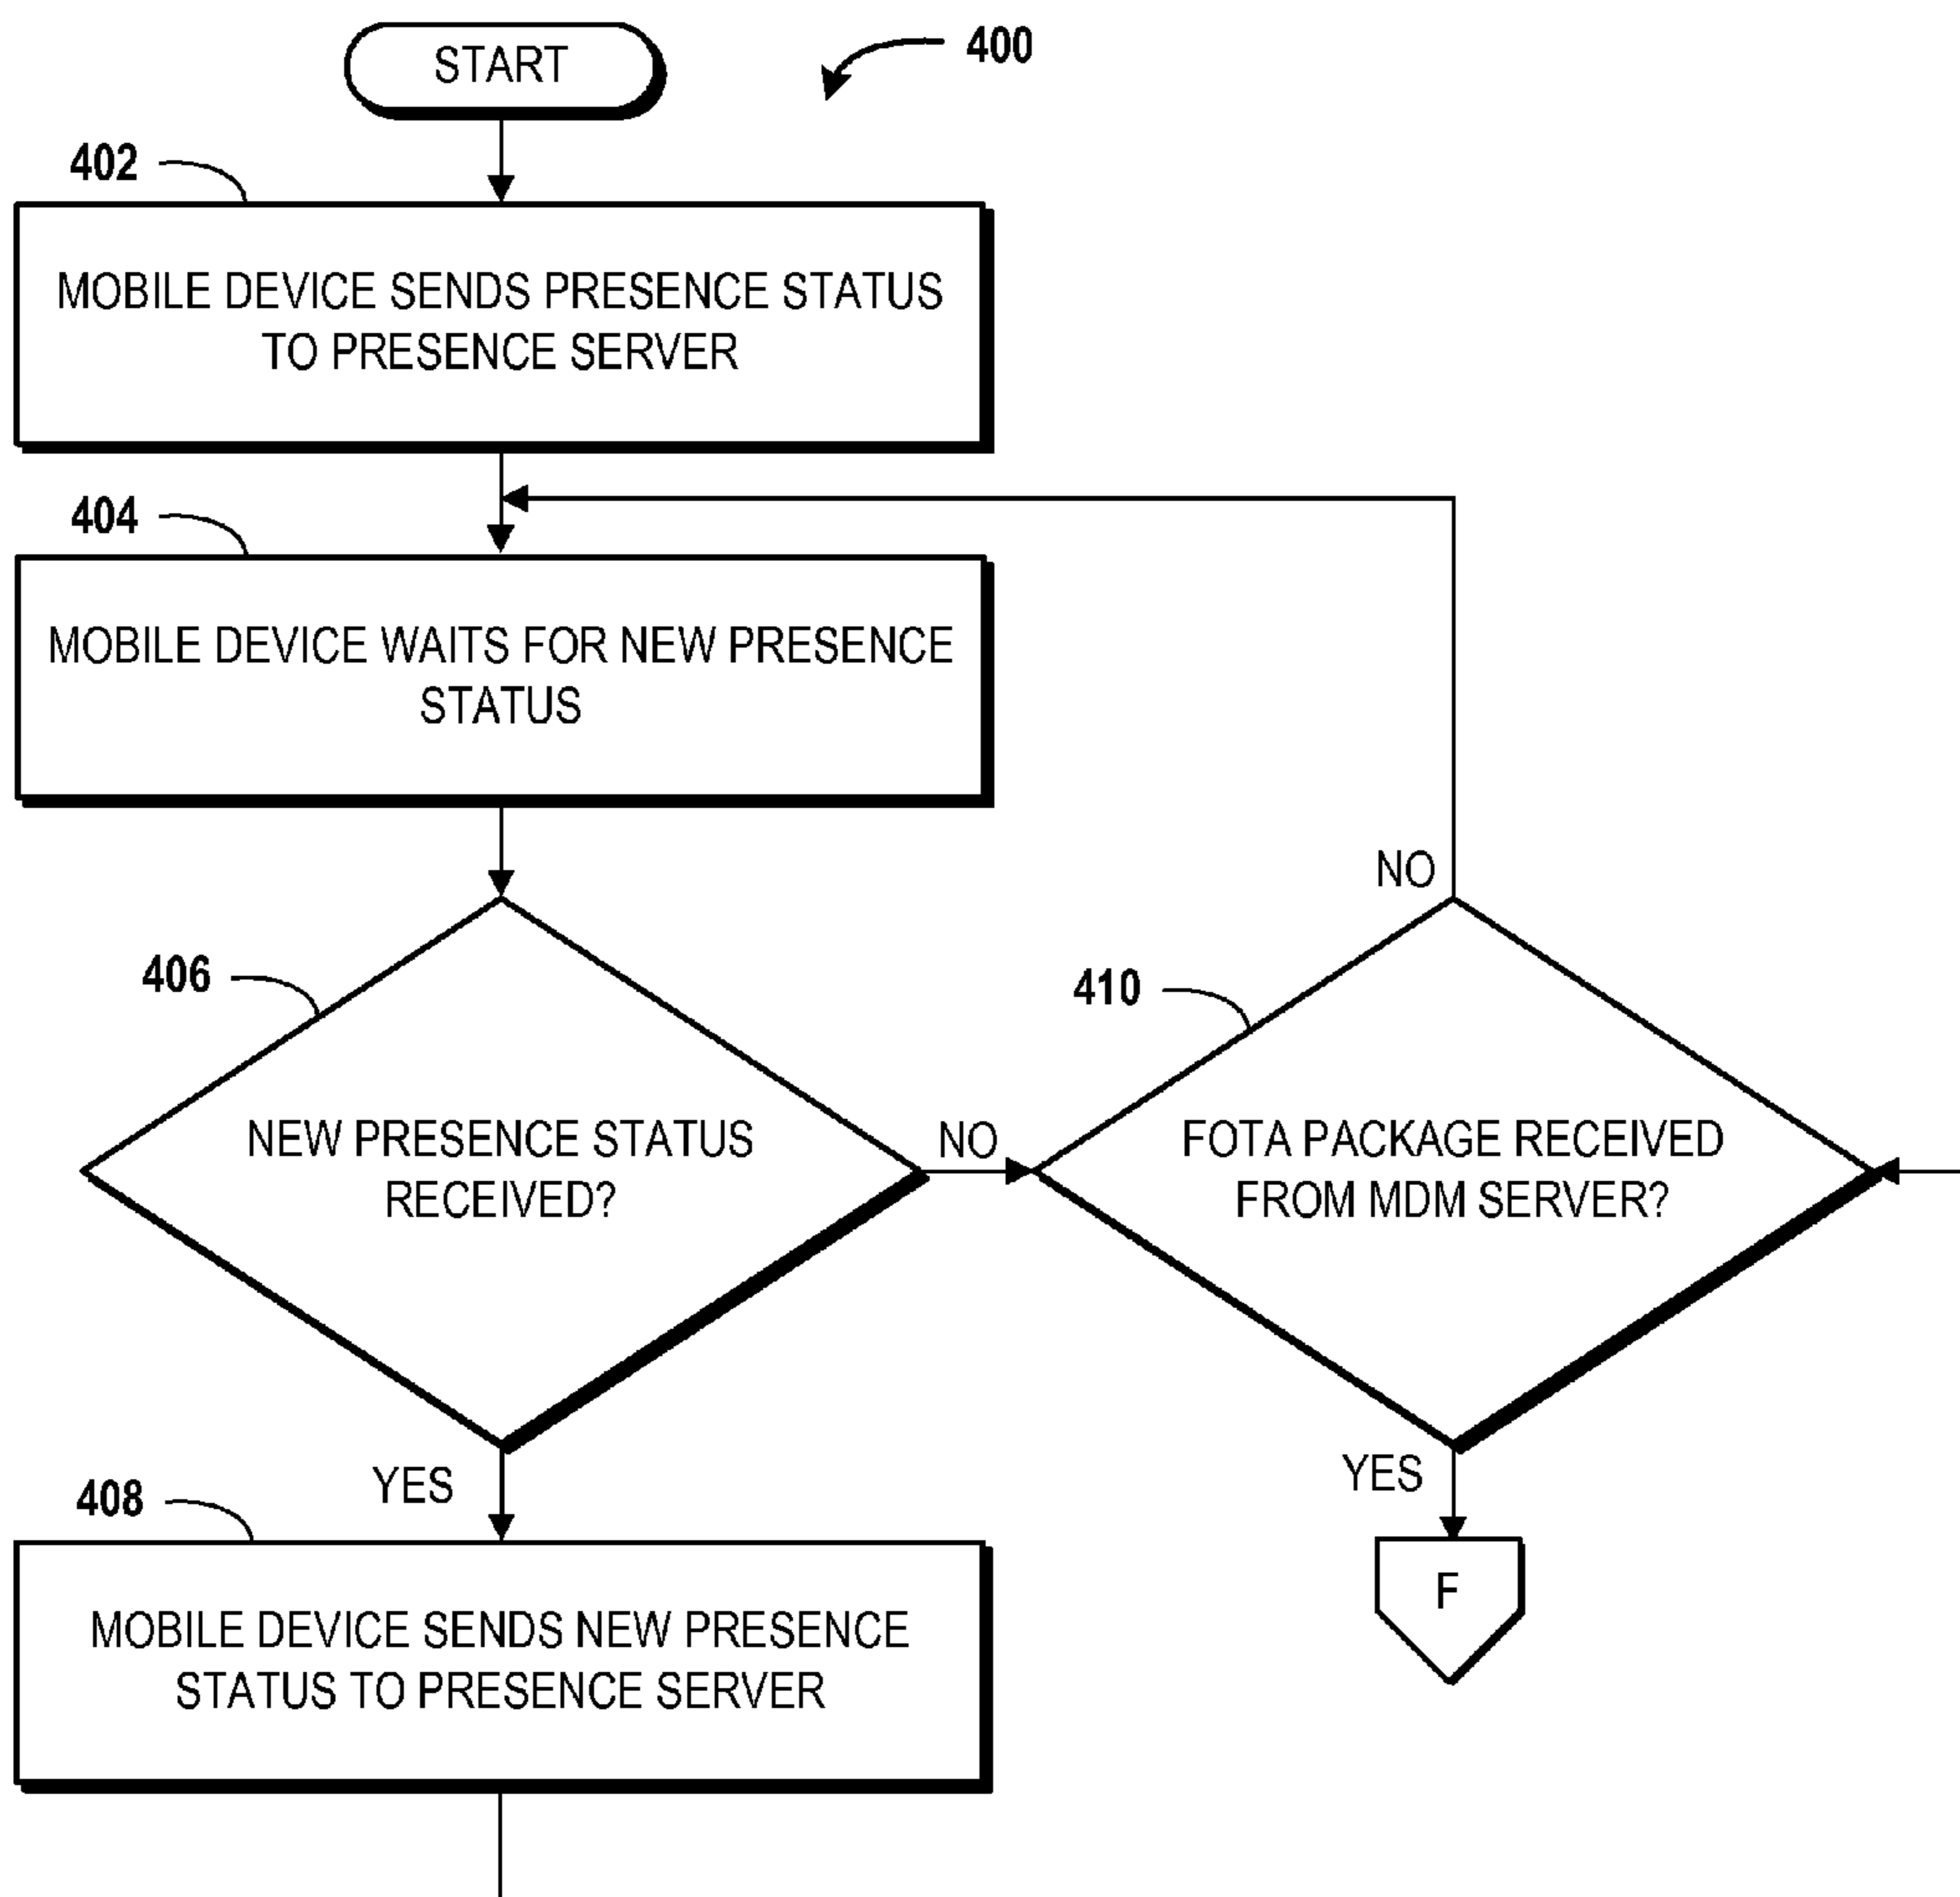 START
400
402
MOBILE DEVICE SENDS PRESENCE STATUS
TO PRESENCE SERVER
404
MOBILE DEVICE WAITS FOR NEW PRESENCE
STATUS
NO
406
410
NEW PRESENCE STATUS
RECEIVED?
NO
FOTA PACKAGE RECEIVED
FROM MDM SERVER?
YES
YES
408
F
MOBILE DEVICE SENDS NEW PRESENCE
STATUS TO PRESENCE SERVER